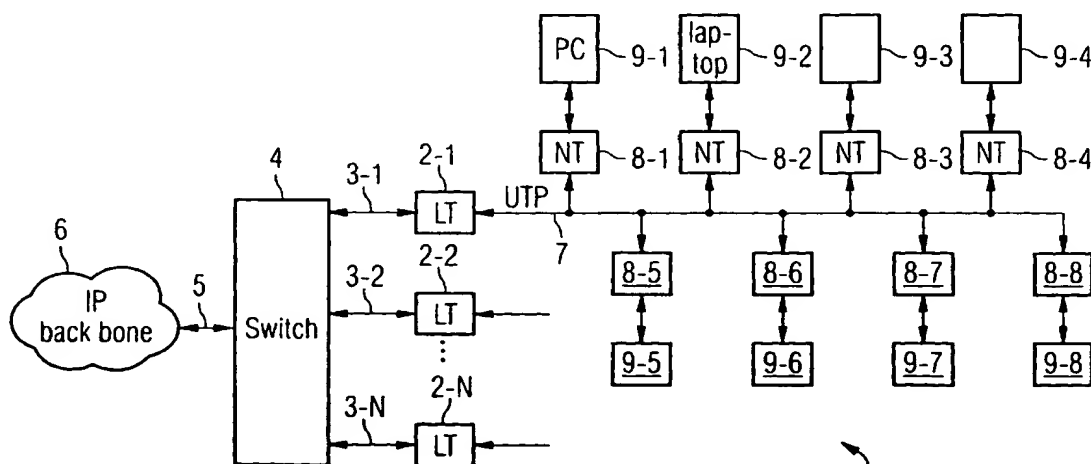 PC
9-1
lap-
top
9-2
9-3
9-4
NT
8-1
NT
8-2
NT
8-3
NT
8-4
4
3-1
2-1
LT
UTP
7
6
IP
back bone
5
Switch
3-2
2-2
LT
8-5
8-6
8-7
8-8
9-5
9-6
9-7
9-8
3-N
2-N
LT